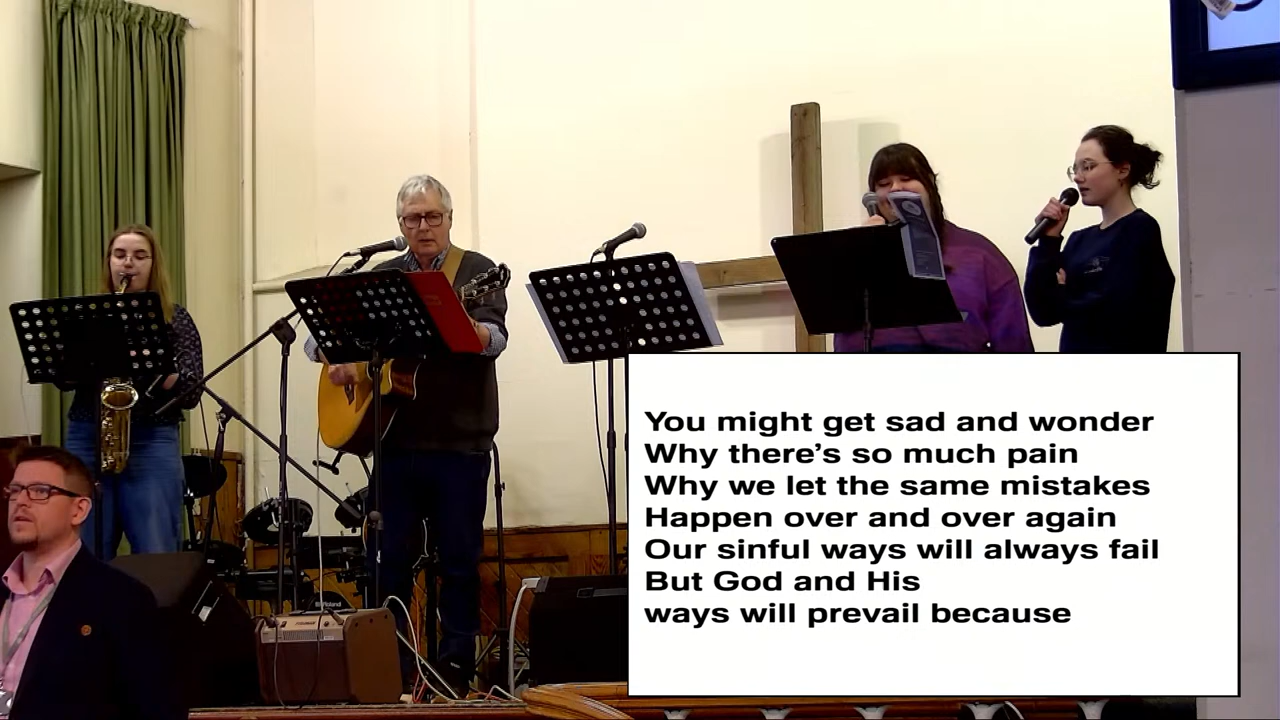 You might get sad and wonder
Why there’s so much pain
Why we let the same mistakes
Happen over and over again
Our sinful ways will always fail
But God and His
ways will prevail because
Roland